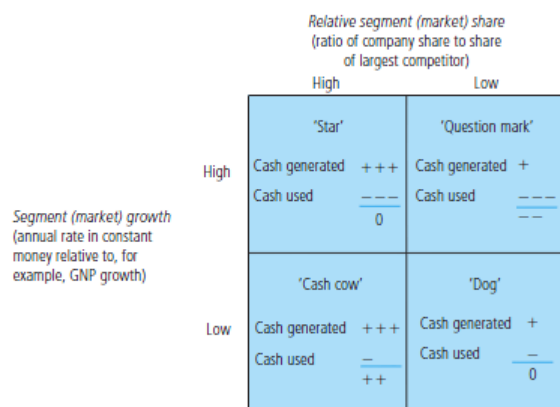 Relative segment (market) share
(ratio of company share to share
of largest competitor)
High Low
'Star' 'Question mark'
High
Cash generated +++ Cash generated +
Cash used – – – Cash used – – –
0 – –
Segment (market) growth
(annual rate in constant
money relative to, for
example, GNP growth)
'Cash cow' 'Dog'
Low
Cash generated +++ Cash generated +
Cash used – Cash used –
++ 0